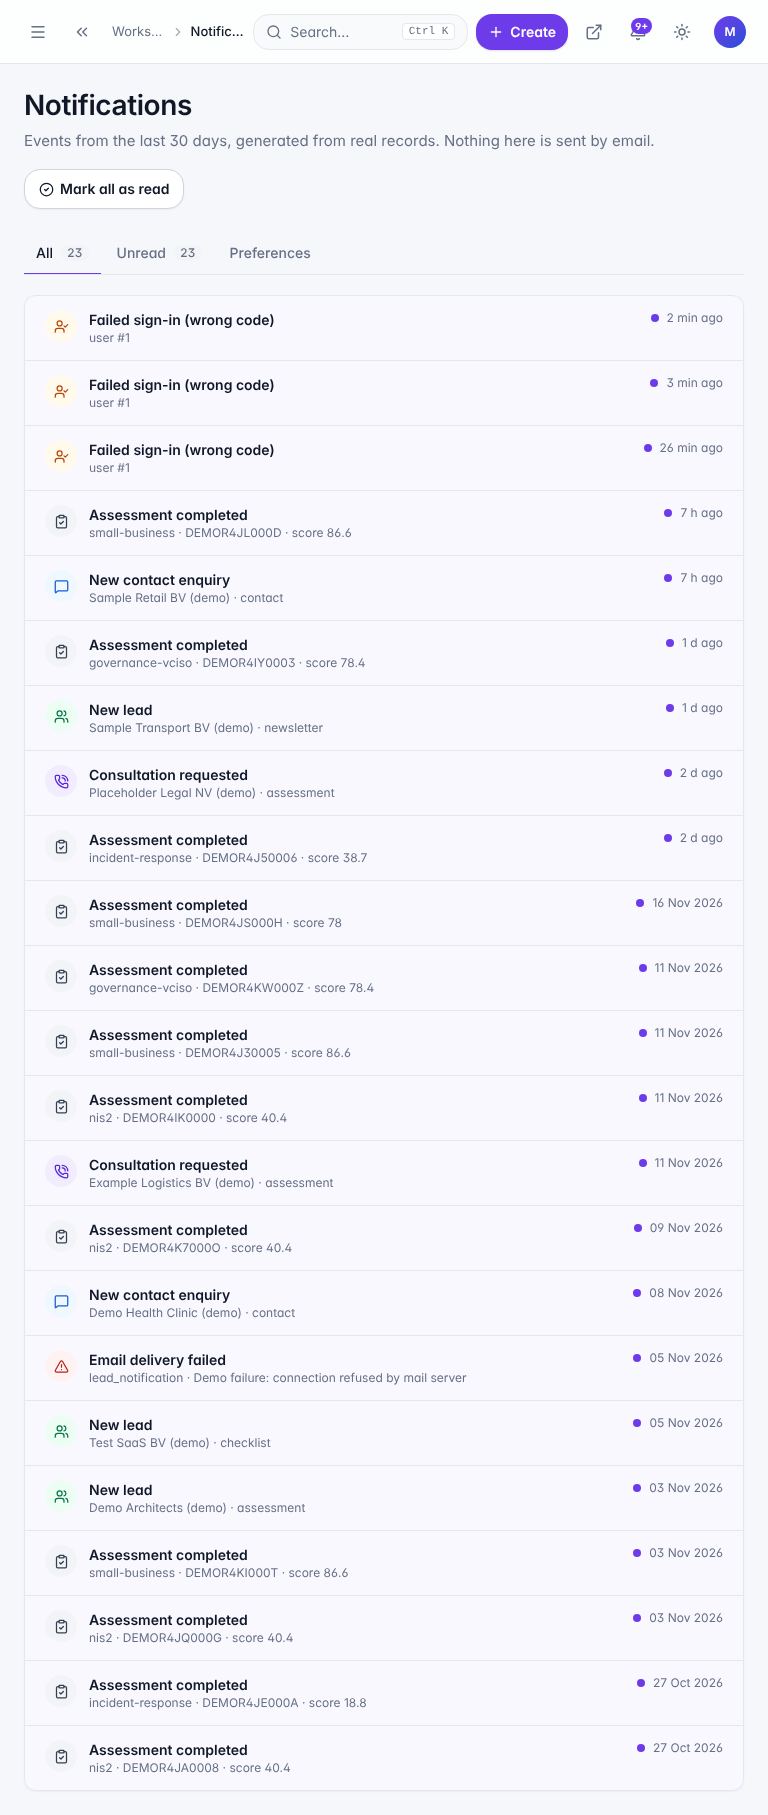 Works... > Notific...
Search... Ctrl K
+ Create
9+
M
Notifications
Events from the last 30 days, generated from real records. Nothing here is sent by email.
Mark all as read
All 23 Unread 23 Preferences
Failed sign-in (wrong code) 2 min ago
user #1
Failed sign-in (wrong code) 3 min ago
user #1
Failed sign-in (wrong code) 26 min ago
user #1
Assessment completed 7 h ago
small-business · DEMOR4JL000D · score 86.6
New contact enquiry 7 h ago
Sample Retail BV (demo) · contact
Assessment completed 1 d ago
governance-vciso · DEMOR4IY0003 · score 78.4
New lead 1 d ago
Sample Transport BV (demo) · newsletter
Consultation requested 2 d ago
Placeholder Legal NV (demo) · assessment
Assessment completed 2 d ago
incident-response · DEMOR4J50006 · score 38.7
Assessment completed 16 Nov 2026
small-business · DEMOR4JS000H · score 78
Assessment completed 11 Nov 2026
governance-vciso · DEMOR4KW000Z · score 78.4
Assessment completed 11 Nov 2026
small-business · DEMOR4J30005 · score 86.6
Assessment completed 11 Nov 2026
nis2 · DEMOR4IK0000 · score 40.4
Consultation requested 11 Nov 2026
Example Logistics BV (demo) · assessment
Assessment completed 09 Nov 2026
nis2 · DEMOR4K7000O · score 40.4
New contact enquiry 08 Nov 2026
Demo Health Clinic (demo) · contact
Email delivery failed 05 Nov 2026
lead_notification · Demo failure: connection refused by mail server
New lead 05 Nov 2026
Test SaaS BV (demo) · checklist
New lead 03 Nov 2026
Demo Architects (demo) · assessment
Assessment completed 03 Nov 2026
small-business · DEMOR4KI000T · score 86.6
Assessment completed 03 Nov 2026
nis2 · DEMOR4JQ000G · score 40.4
Assessment completed 27 Oct 2026
incident-response · DEMOR4JE000A · score 18.8
Assessment completed 27 Oct 2026
nis2 · DEMOR4JA0008 · score 40.4